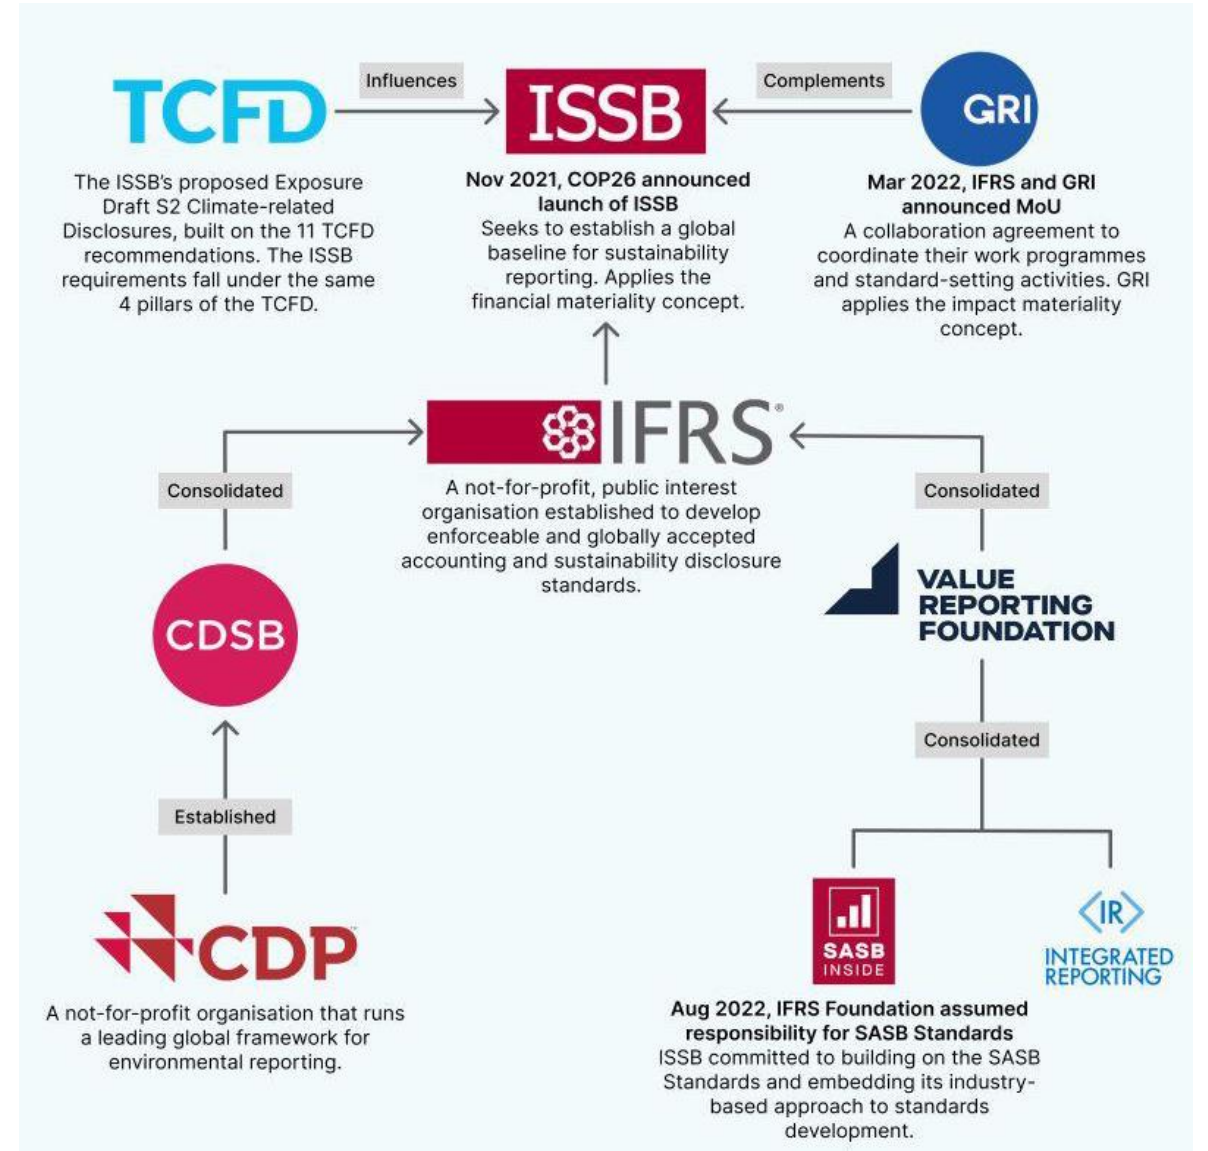 TCFD
Influences
ISSB
Complements
GRI
The ISSB's proposed Exposure
Draft S2 Climate-related
Disclosures, built on the 11 TCFD
recommendations. The ISSB
requirements fall under the same
4 pillars of the TCFD.
Nov 2021, COP26 announced
launch of ISSB
Seeks to establish a global
baseline for sustainability
reporting. Applies the
financial materiality concept.
Mar 2022, IFRS and GRI
announced MoU
A collaboration agreement to
coordinate their work programmes
and standard-setting activities. GRI
applies the impact materiality
concept.
IFRS®
A not-for-profit, public interest
organisation established to develop
enforceable and globally accepted
accounting and sustainability disclosure
standards.
Consolidated
Consolidated
CDSB
VALUE
REPORTING
FOUNDATION
Established
Consolidated
CDP™
A not-for-profit organisation that runs
a leading global framework for
environmental reporting.
SASB
INSIDE
<IR>
INTEGRATED
REPORTING
Aug 2022, IFRS Foundation assumed
responsibility for SASB Standards
ISSB committed to building on the SASB
Standards and embedding its industry-
based approach to standards
development.